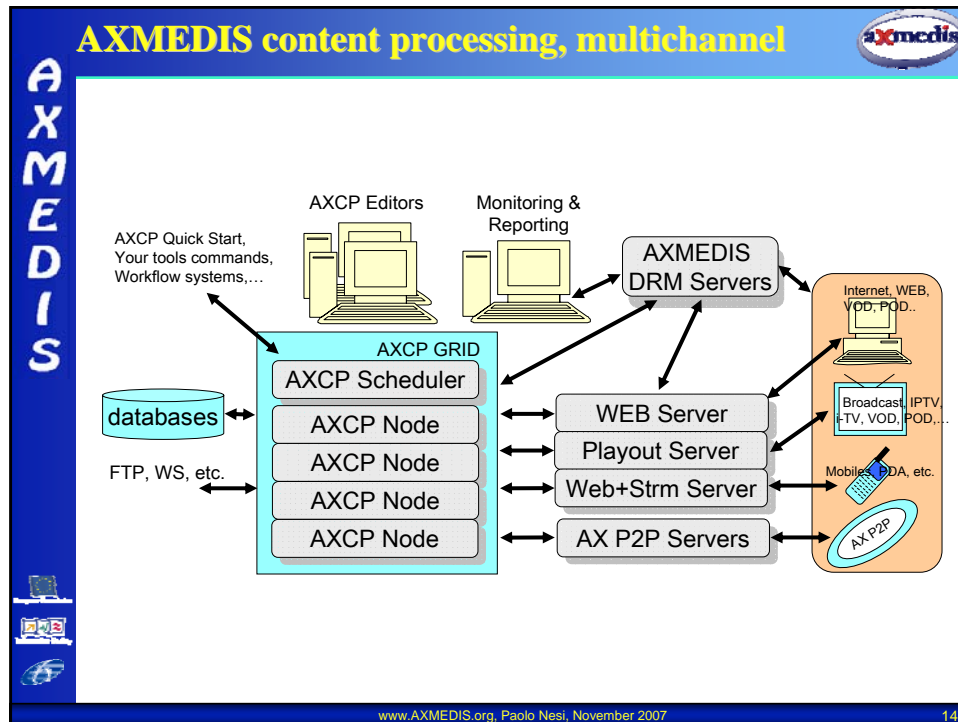 AXMEDIS content processing, multichannel
axmedis
AXMEDIS
AXCP Editors
Monitoring &
Reporting
AXCP Quick Start,
Your tools commands,
Workflow systems,…
AXMEDIS
DRM Servers
Internet, WEB,
VOD, POD..
AXCP GRID
AXCP Scheduler
databases
AXCP Node
WEB Server
Broadcast, IPTV,
i-TV, VOD, POD,…
AXCP Node
Playout Server
FTP, WS, etc.
Mobiles, PDA, etc.
AXCP Node
Web+Strm Server
AXCP Node
AX P2P Servers
AX P2P
www.AXMEDIS.org, Paolo Nesi, November 2007
14